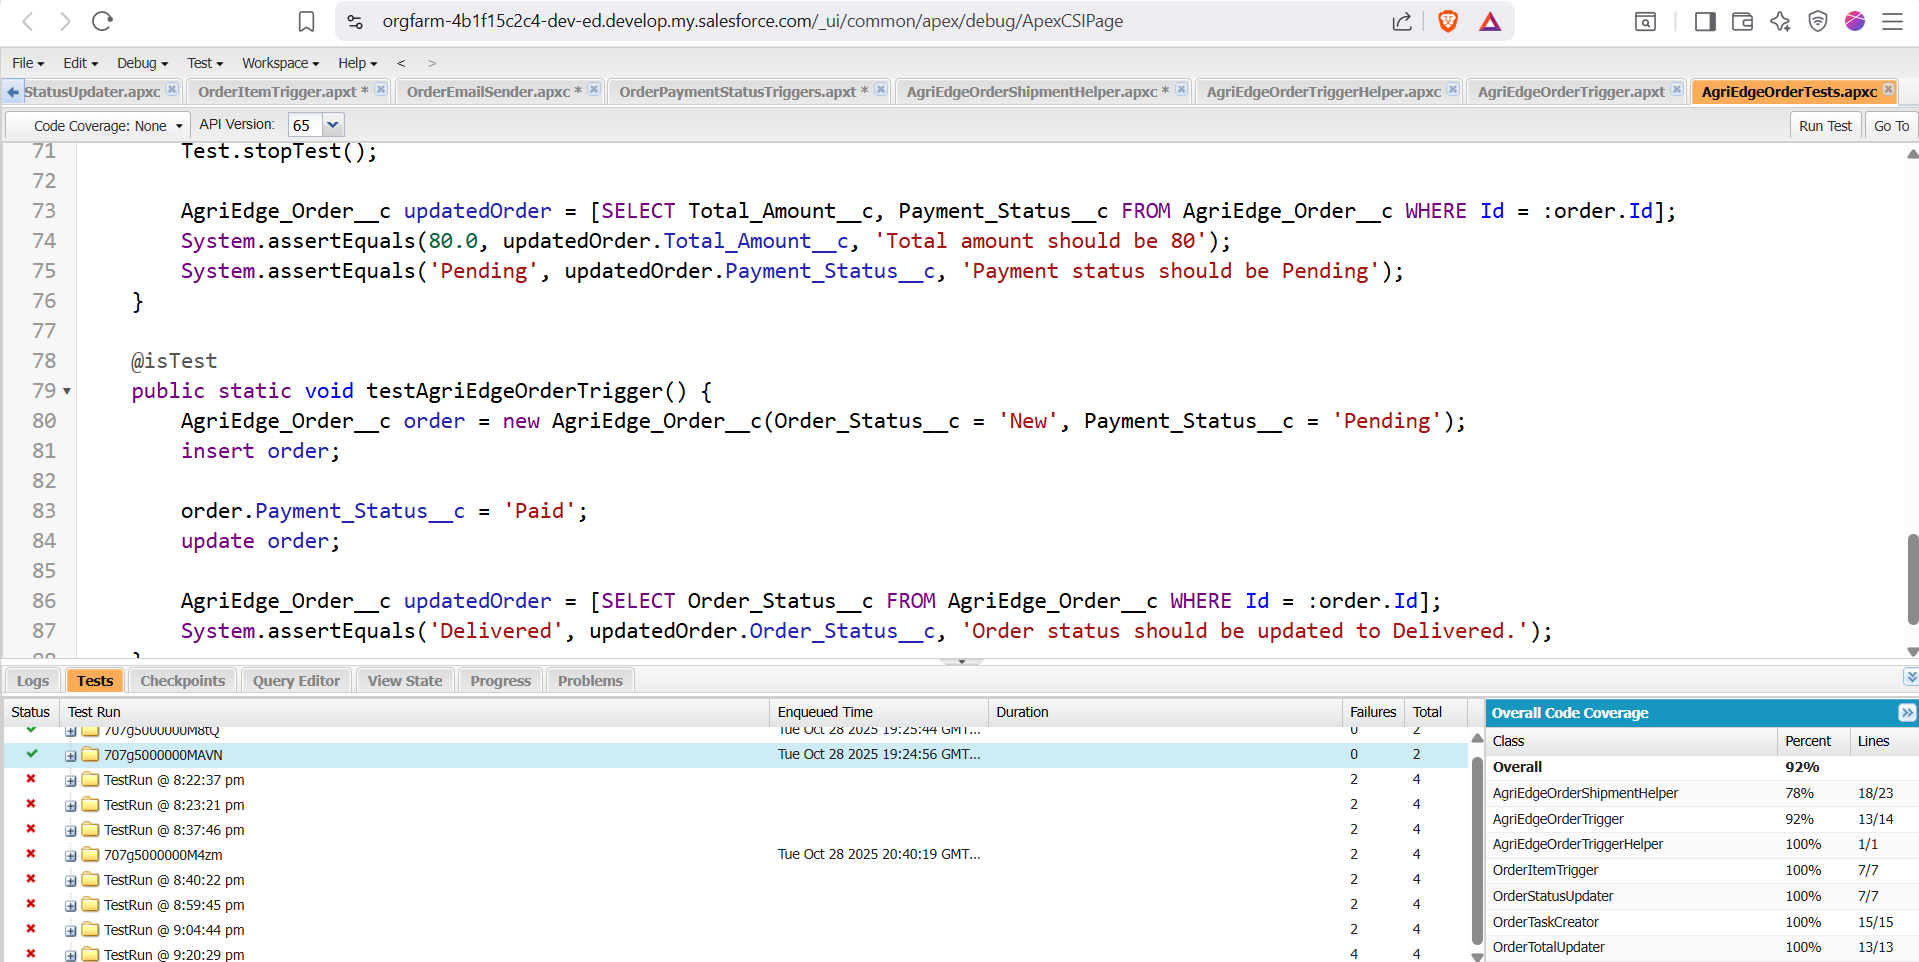 orgfarm-4b1f15c2c4-dev-ed.develop.my.salesforce.com/_ui/common/apex/debug/ApexCSIPage
File Edit Debug Test Workspace Help < >
StatusUpdater.apxc OrderItemTrigger.apxt * OrderEmailSender.apxc * OrderPaymentStatusTriggers.apxt * AgriEdgeOrderShipmentHelper.apxc * AgriEdgeOrderTriggerHelper.apxc AgriEdgeOrderTrigger.apxt AgriEdgeOrderTests.apxc
Code Coverage: None API Version: 65 Run Test Go To
71 Test.stopTest();
72
73 AgriEdge_Order__c updatedOrder = [SELECT Total_Amount__c, Payment_Status__c FROM AgriEdge_Order__c WHERE Id = :order.Id];
74 System.assertEquals(80.0, updatedOrder.Total_Amount__c, 'Total amount should be 80');
75 System.assertEquals('Pending', updatedOrder.Payment_Status__c, 'Payment status should be Pending');
76 }
77
78 @isTest
79 public static void testAgriEdgeOrderTrigger() {
80 AgriEdge_Order__c order = new AgriEdge_Order__c(Order_Status__c = 'New', Payment_Status__c = 'Pending');
81 insert order;
82
83 order.Payment_Status__c = 'Paid';
84 update order;
85
86 AgriEdge_Order__c updatedOrder = [SELECT Order_Status__c FROM AgriEdge_Order__c WHERE Id = :order.Id];
87 System.assertEquals('Delivered', updatedOrder.Order_Status__c, 'Order status should be updated to Delivered.');
Logs Tests Checkpoints Query Editor View State Progress Problems
Status Test Run Enqueued Time Duration Failures Total
707g5000000M8tQ Tue Oct 28 2025 19:25:44 GMT... 0 2
707g5000000MAVN Tue Oct 28 2025 19:24:56 GMT... 0 2
TestRun @ 8:22:37 pm 2 4
TestRun @ 8:23:21 pm 2 4
TestRun @ 8:37:46 pm 2 4
707g5000000M4zm Tue Oct 28 2025 20:40:19 GMT... 2 4
TestRun @ 8:40:22 pm 2 4
TestRun @ 8:59:45 pm 2 4
TestRun @ 9:04:44 pm 2 4
TestRun @ 9:20:29 pm 4 4
Overall Code Coverage
Class Percent Lines
Overall 92%
AgriEdgeOrderShipmentHelper 78% 18/23
AgriEdgeOrderTrigger 92% 13/14
AgriEdgeOrderTriggerHelper 100% 1/1
OrderItemTrigger 100% 7/7
OrderStatusUpdater 100% 7/7
OrderTaskCreator 100% 15/15
OrderTotalUpdater 100% 13/13